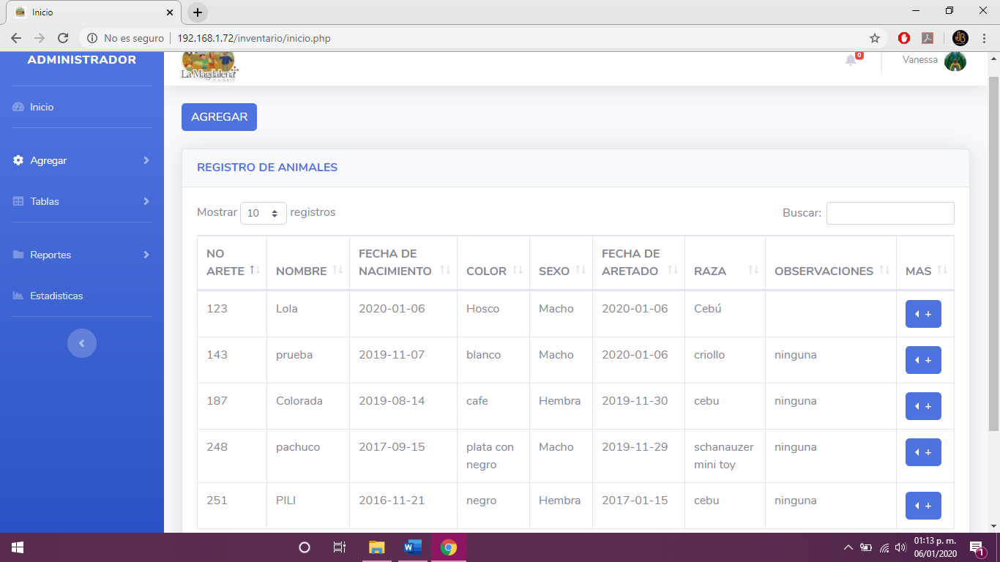 Inicio
No es seguro 192.168.1.72/inventario/inicio.php
ADMINISTRADOR
La Magdalena
0
Vanessa
Inicio
Agregar
Tablas
Reportes
Estadisticas
AGREGAR
REGISTRO DE ANIMALES
Mostrar 10 registros
Buscar:
NO ARETE NOMBRE FECHA DE NACIMIENTO COLOR SEXO FECHA DE ARETADO RAZA OBSERVACIONES MAS
123 Lola 2020-01-06 Hosco Macho 2020-01-06 Cebú +
143 prueba 2019-11-07 blanco Macho 2020-01-06 criollo ninguna +
187 Colorada 2019-08-14 cafe Hembra 2019-11-30 cebu ninguna +
248 pachuco 2017-09-15 plata con negro Macho 2019-11-29 schanauzer mini toy ninguna +
251 PILI 2016-11-21 negro Hembra 2017-01-15 cebu ninguna +
01:13 p. m.
06/01/2020
1